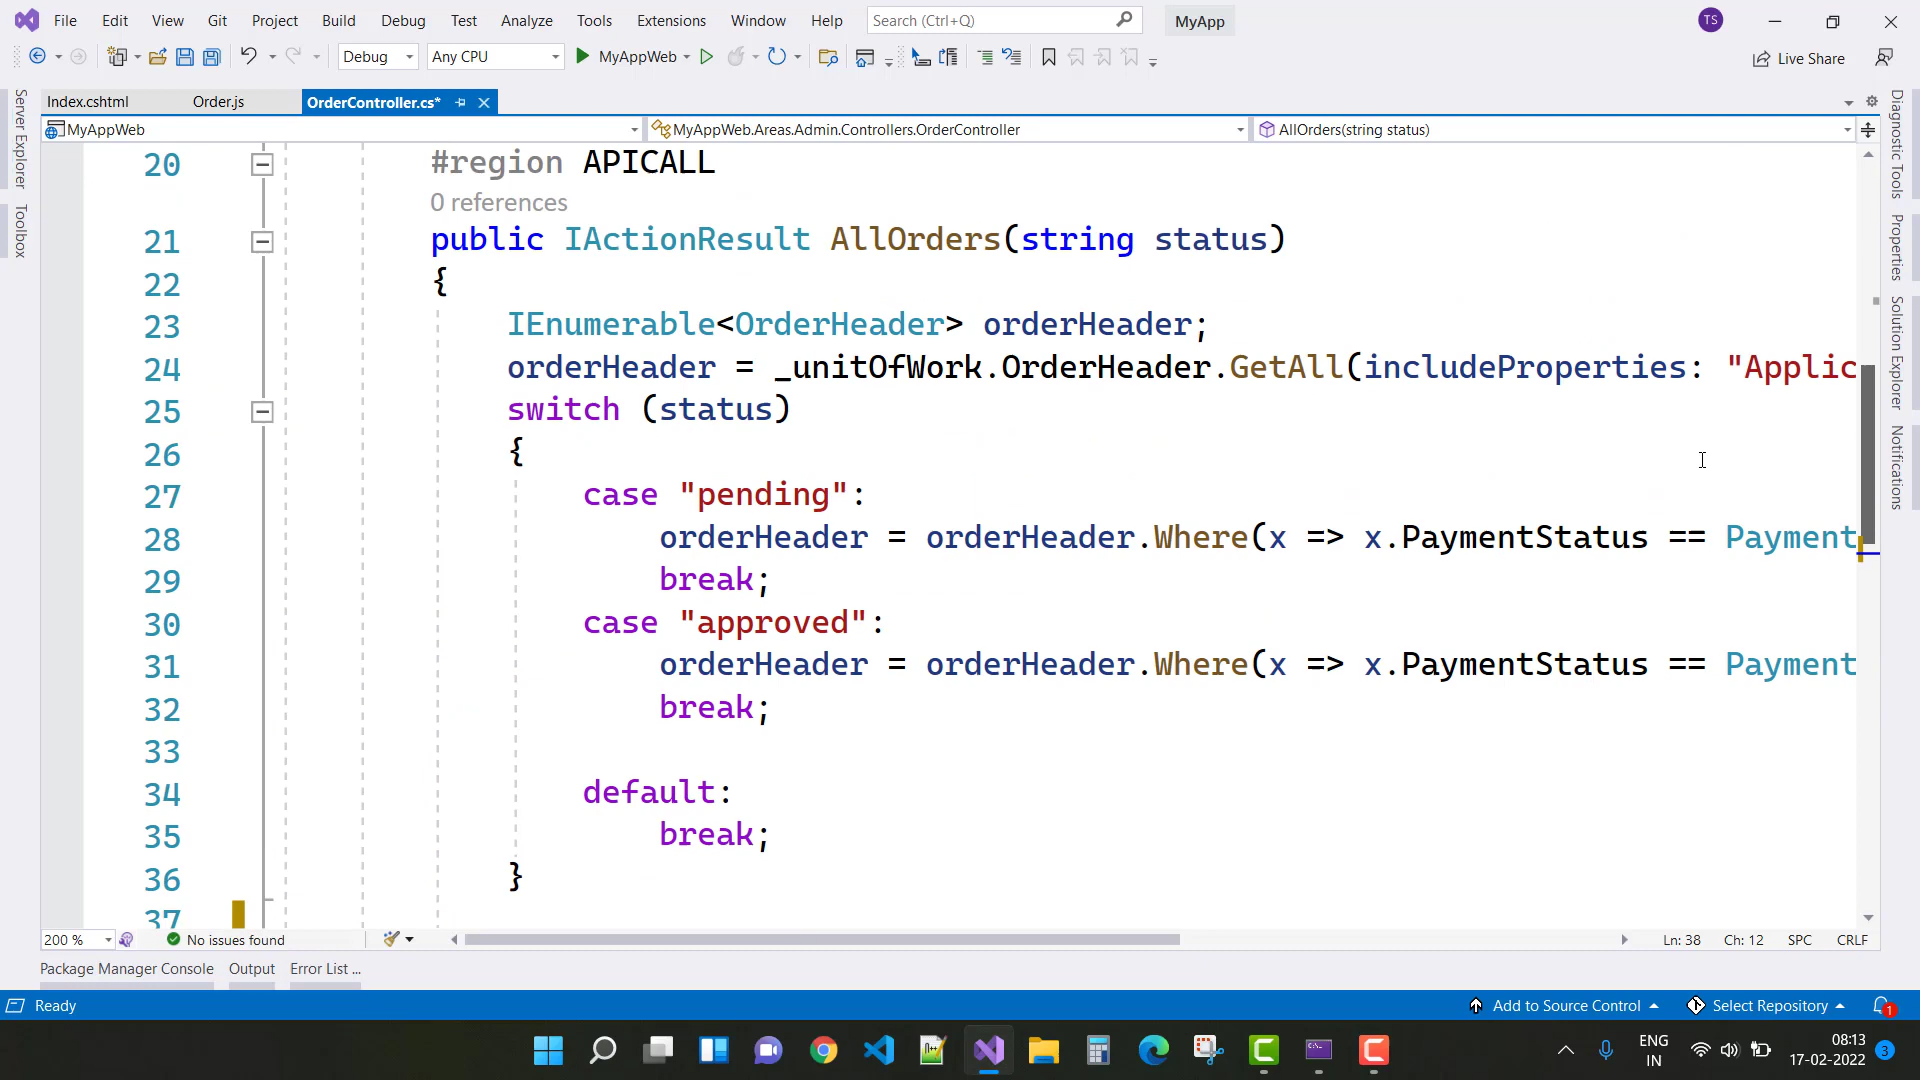 File Edit View Git Project Build Debug Test Analyze Tools Extensions Window Help Search (Ctrl+Q) MyApp TS
Debug Any CPU MyAppWeb Live Share
Index.cshtml Order.js OrderController.cs*
MyAppWeb MyAppWeb.Areas.Admin.Controllers.OrderController AllOrders(string status)
Server Explorer
Toolbox
Diagnostic Tools
Properties
Solution Explorer
Notifications
20 #region APICALL
0 references
21 public IActionResult AllOrders(string status)
22 {
23 IEnumerable<OrderHeader> orderHeader;
24 orderHeader = _unitOfWork.OrderHeader.GetAll(includeProperties: "Applic
25 switch (status)
26 {
27 case "pending":
28 orderHeader = orderHeader.Where(x => x.PaymentStatus == Payment
29 break;
30 case "approved":
31 orderHeader = orderHeader.Where(x => x.PaymentStatus == Payment
32 break;
33
34 default:
35 break;
36 }
37
200 % No issues found Ln: 38 Ch: 12 SPC CRLF
Package Manager Console Output Error List ...
Ready Add to Source Control Select Repository 1
ENG 08:13
IN 17-02-2022 3